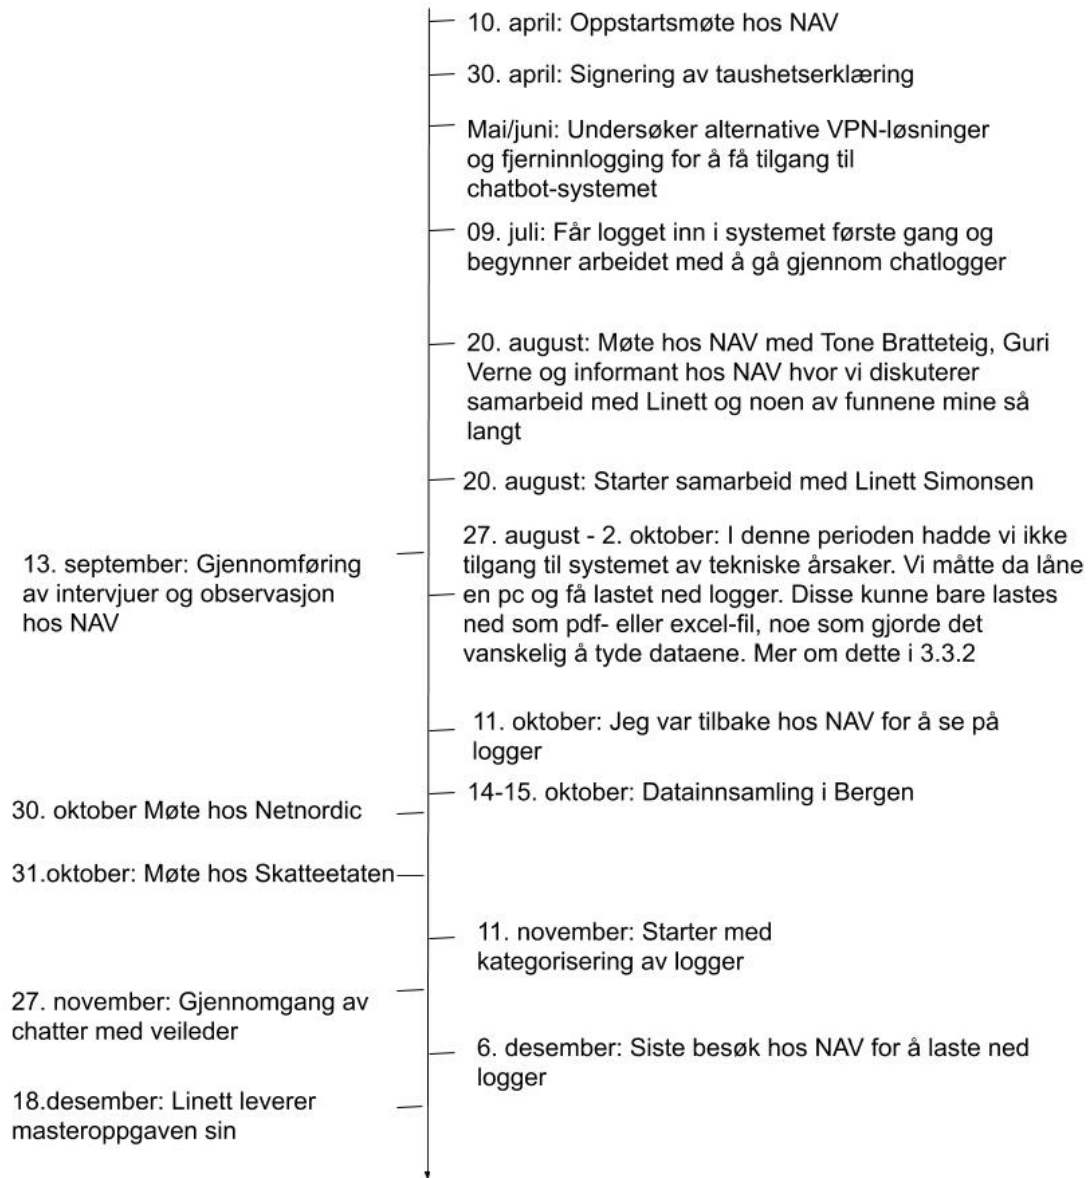 10. april: Oppstartsmøte hos NAV
30. april: Signering av taushetserklæring
Mai/juni: Undersøker alternative VPN-løsninger
og fjerninnlogging for å få tilgang til
chatbot-systemet
09. juli: Får logget inn i systemet første gang og
begynner arbeidet med å gå gjennom chatlogger
20. august: Møte hos NAV med Tone Bratteteig, Guri
Verne og informant hos NAV hvor vi diskuterer
samarbeid med Linett og noen av funnene mine så
langt
20. august: Starter samarbeid med Linett Simonsen
27. august - 2. oktober: I denne perioden hadde vi ikke
tilgang til systemet av tekniske årsaker. Vi måtte da låne
en pc og få lastet ned logger. Disse kunne bare lastes
ned som pdf- eller excel-fil, noe som gjorde det
vanskelig å tyde dataene. Mer om dette i 3.3.2
13. september: Gjennomføring
av intervjuer og observasjon
hos NAV
11. oktober: Jeg var tilbake hos NAV for å se på
logger
14-15. oktober: Datainnsamling i Bergen
30. oktober Møte hos Netnordic
31.oktober: Møte hos Skatteetaten
11. november: Starter med
kategorisering av logger
27. november: Gjennomgang av
chatter med veileder
6. desember: Siste besøk hos NAV for å laste ned
logger
18.desember: Linett leverer
masteroppgaven sin